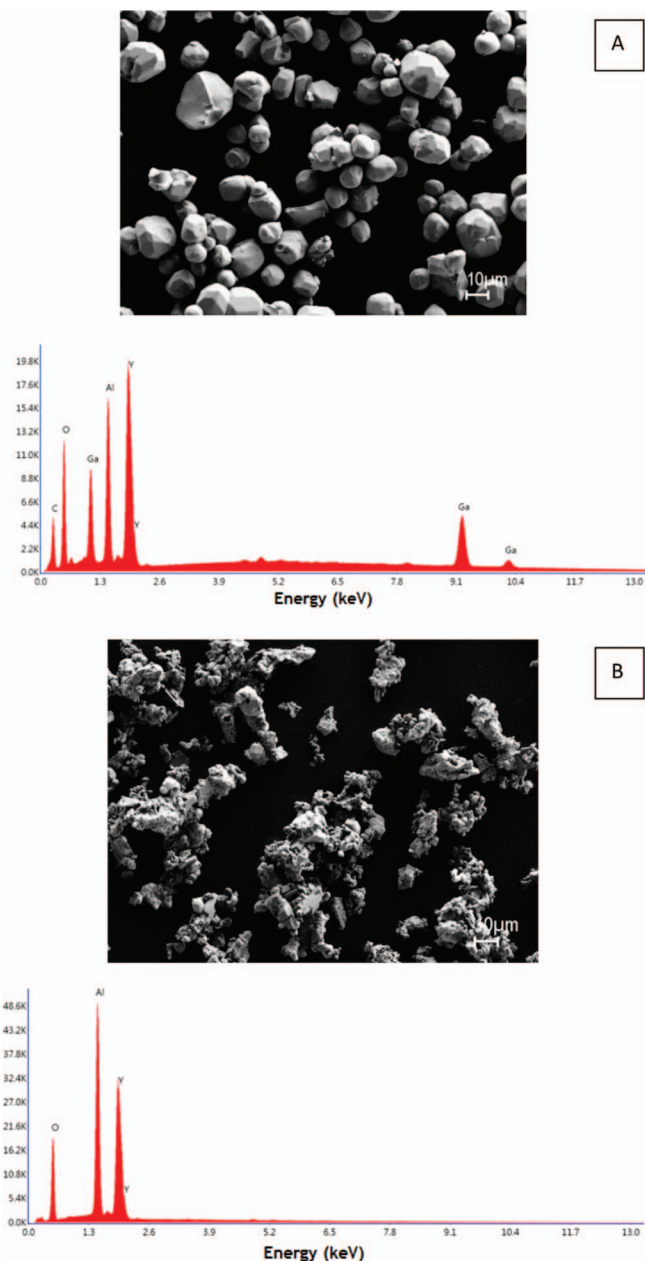 A
10μm
19.8K
17.6K
15.4K
13.2K
11.0K
8.8K
6.6K
4.4K
2.2K
0.0K
C
O
Ga
Al
Y
Y
Ga
Ga
0.0 1.3 2.6 3.9 5.2 6.5 7.8 9.1 10.4 11.7 13.0
Energy (keV)
B
10μm
48.6K
43.2K
37.8K
32.4K
27.0K
21.6K
16.2K
10.8K
5.4K
0.0K
O
Al
Y
Y
0.0 1.3 2.6 3.9 5.2 6.5 7.8 9.1 10.4 11.7 13.0
Energy (keV)